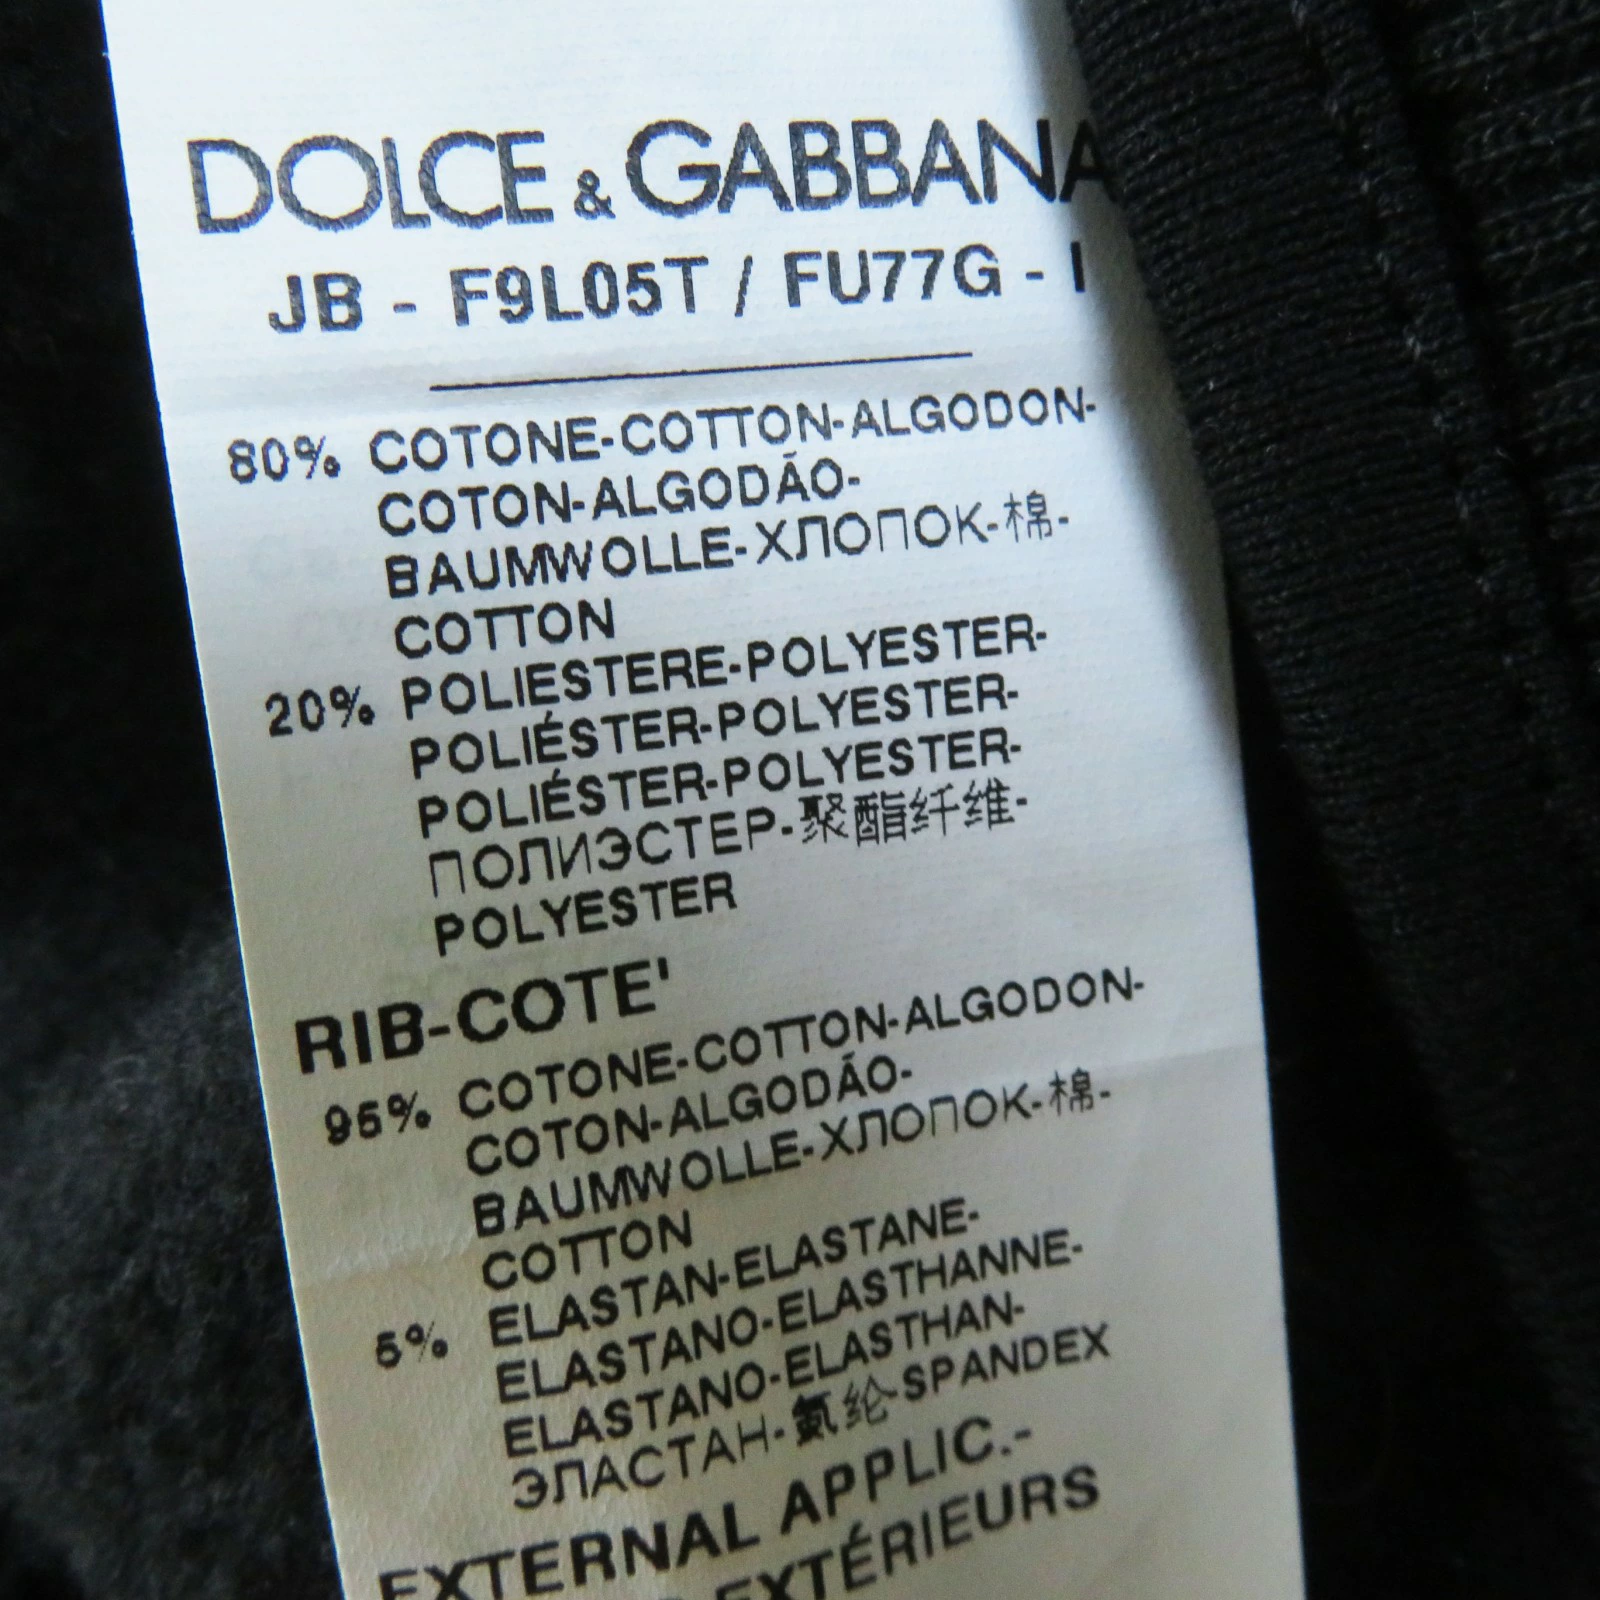 DOLCE & GABBANA
JB - F9L05T / FU77G - I
80% COTONE-COTTON-ALGODON-
COTON-ALGODÃO-
BAUMWOLLE-ХЛОПОК-棉-
COTTON
20% POLIESTERE-POLYESTER-
POLIÉSTER-POLYESTER-
POLIÉSTER-POLYESTER-
ПОЛИЭСТЕР-聚酯纤维-
POLYESTER
RIB-COTE'
95% COTONE-COTTON-ALGODON-
COTON-ALGODÃO-
BAUMWOLLE-ХЛОПОК-棉-
COTTON
5% ELASTAN-ELASTANE-
ELASTANO-ELASTHANNE-
ELASTANO-ELASTHAN-
ЭЛАСТАН-氨纶-SPANDEX
EXTERNAL APPLIC.-
EXTÉRIEURS